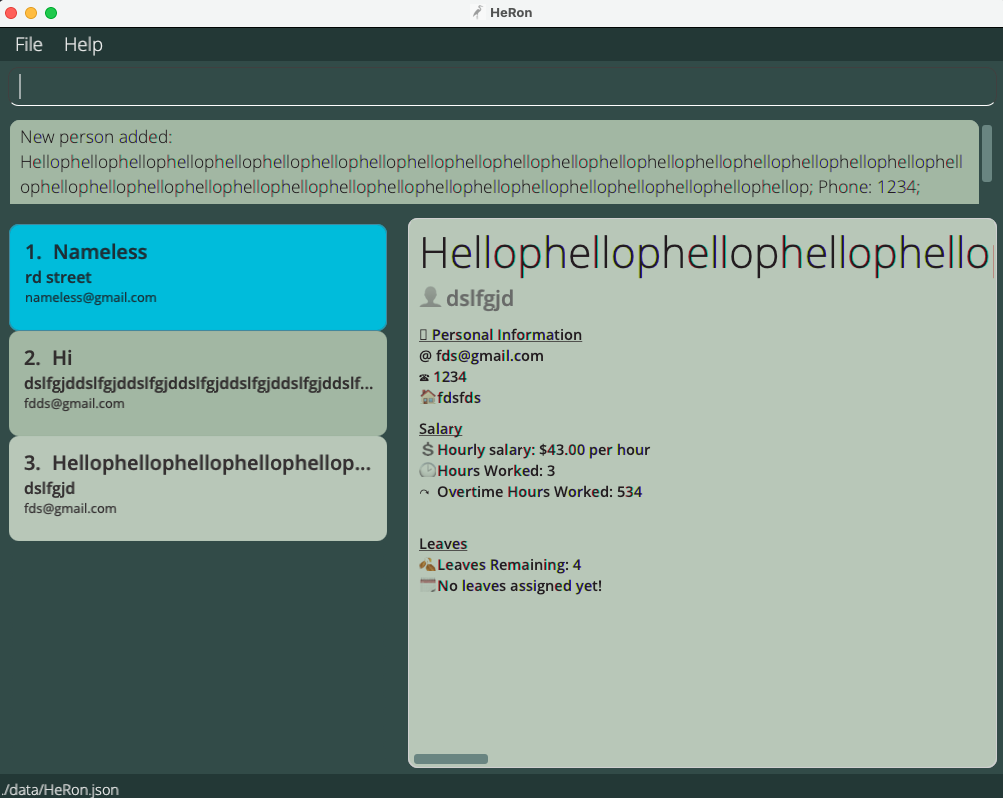 HeRon
File Help
New person added:
Hellophellophellophellophellophellophellophellophellophellophellophellophellophellophellophellophellophellophellophell
ophellophellophellophellophellophellophellophellophellophellophellophellophellophellophellophellop; Phone: 1234;
1. Nameless
rd street
nameless@gmail.com
2. Hi
dslfgjddslfgjddslfgjddslfgjddslfgjddslfgjddslf...
fdds@gmail.com
3. Hellophellophellophellophellop...
dslfgjd
fds@gmail.com
Hellophellophellophellophello
dslfgjd
Personal Information
@ fds@gmail.com
1234
fdsfds
Salary
Hourly salary: $43.00 per hour
Hours Worked: 3
Overtime Hours Worked: 534
Leaves
Leaves Remaining: 4
No leaves assigned yet!
./data/HeRon.json